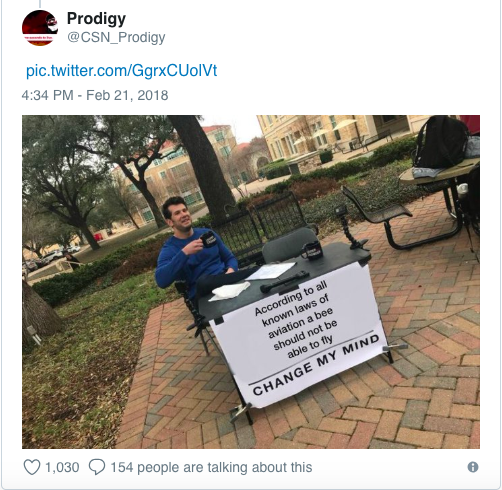 Prodigy
@CSN_Prodigy
pic.twitter.com/GgrxCUolVt
4:34 PM - Feb 21, 2018
According to all
known laws of
aviation a bee
should not be
able to fly
CHANGE MY MIND
1,030
154 people are talking about this